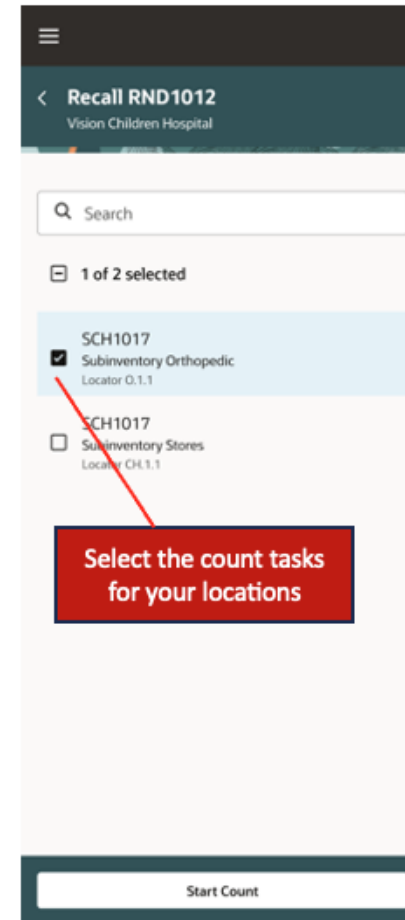 Recall RND1012
Vision Children Hospital
Search
1 of 2 selected
SCH1017
Subinventory Orthopedic
Locator O.1.1
SCH1017
Subinventory Stores
Locator CH.1.1
Select the count tasks
for your locations
Start Count